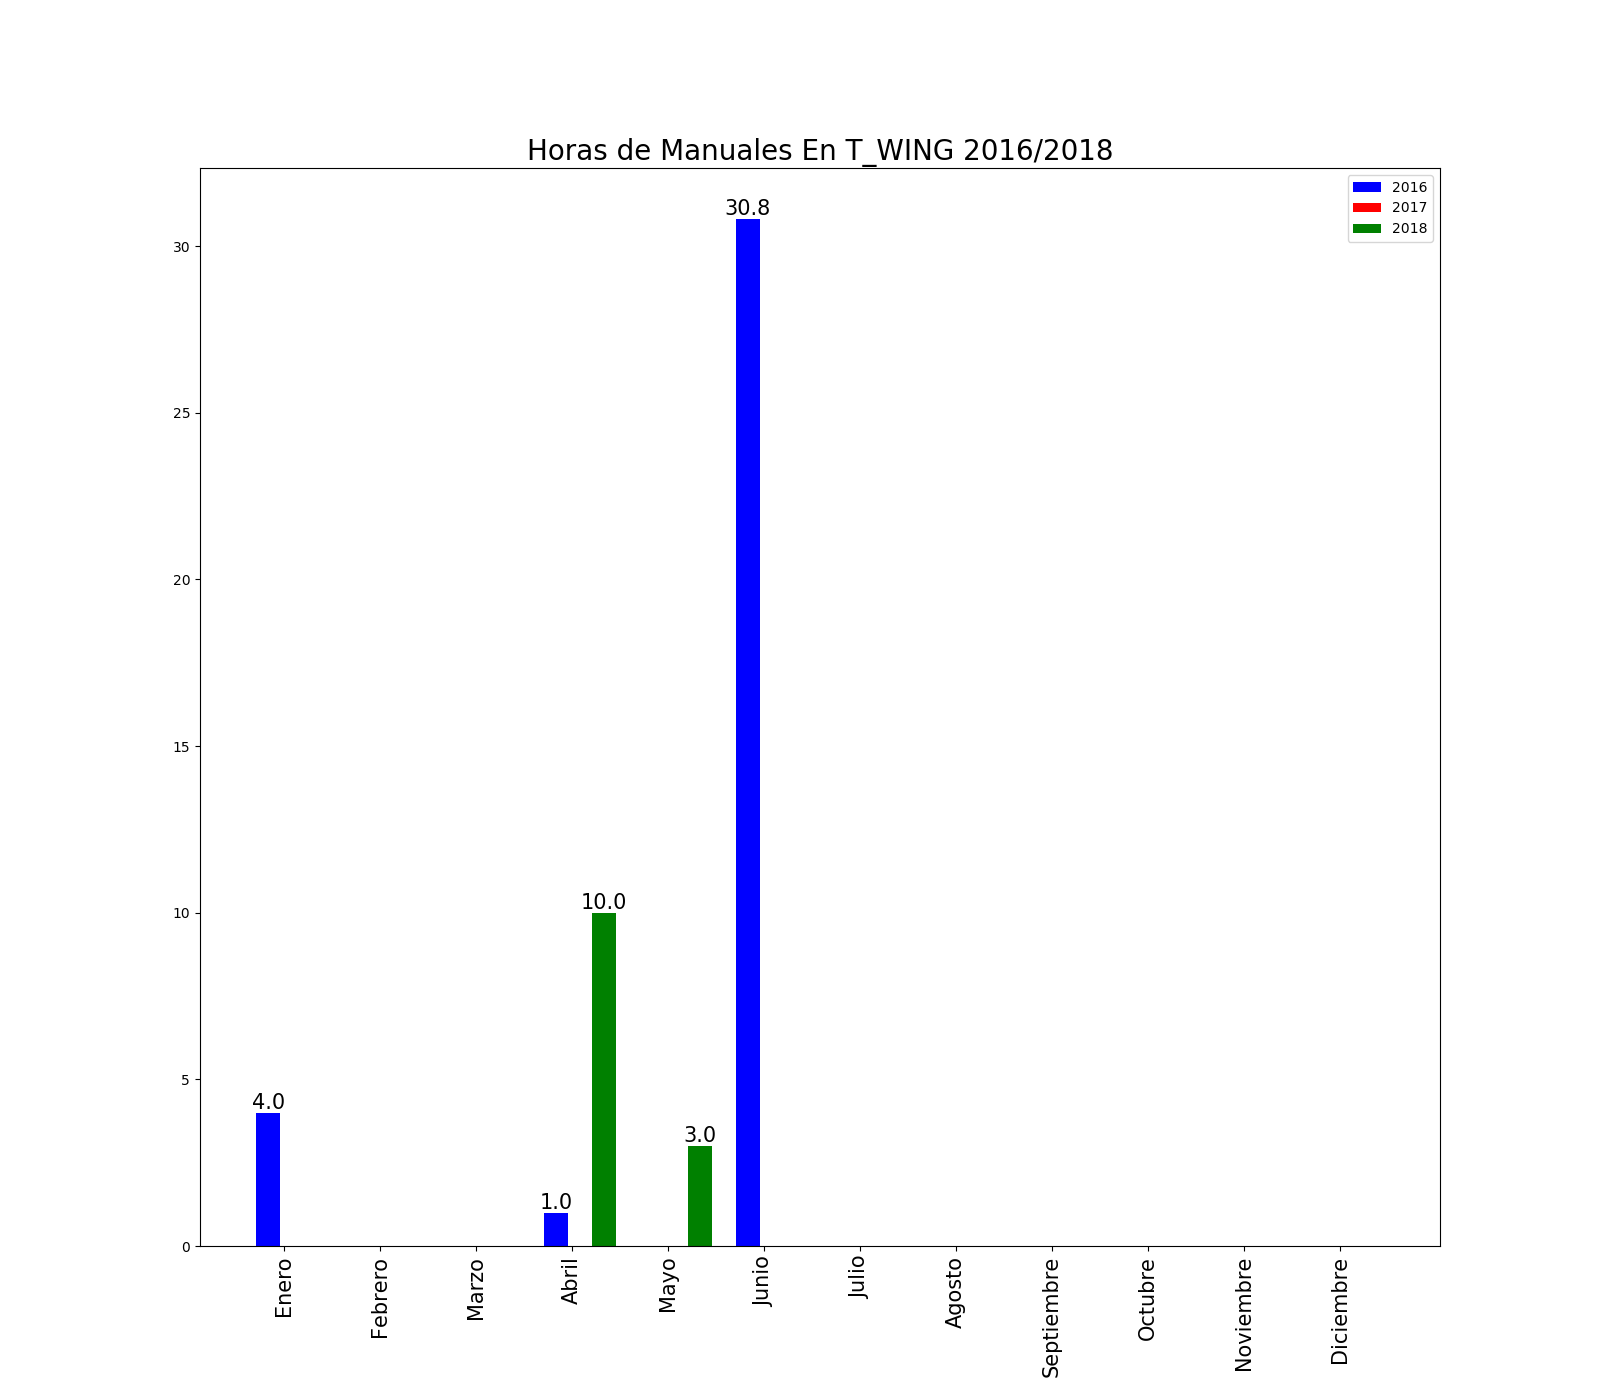 Horas de Manuales En T_WING 2016/2018
2016
2017
2018
30.8
30
25
20
15
10.0
10
5
4.0
3.0
1.0
0
Enero
Febrero
Marzo
Abril
Mayo
Junio
Julio
Agosto
Septiembre
Octubre
Noviembre
Diciembre